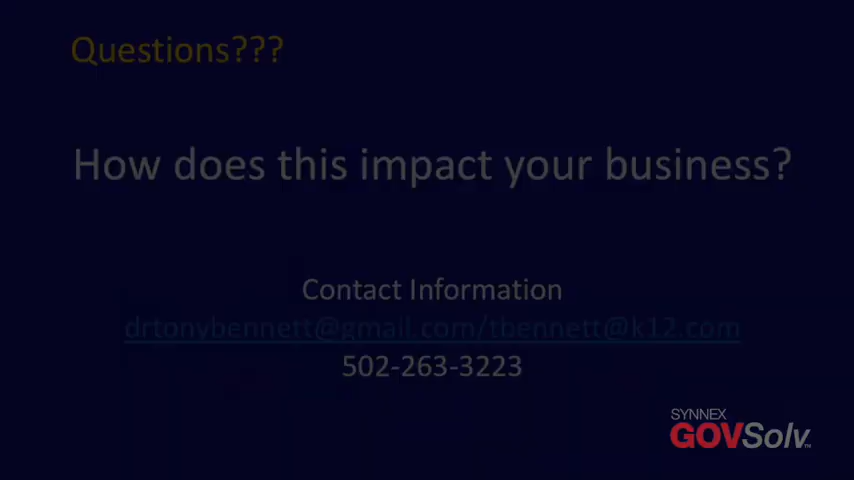 Questions???
How does this impact your business?
Contact Information
drtonybennett@gmail.com/tbennett@k12.com
502-263-3223
SYNNEX
GOVSolv™